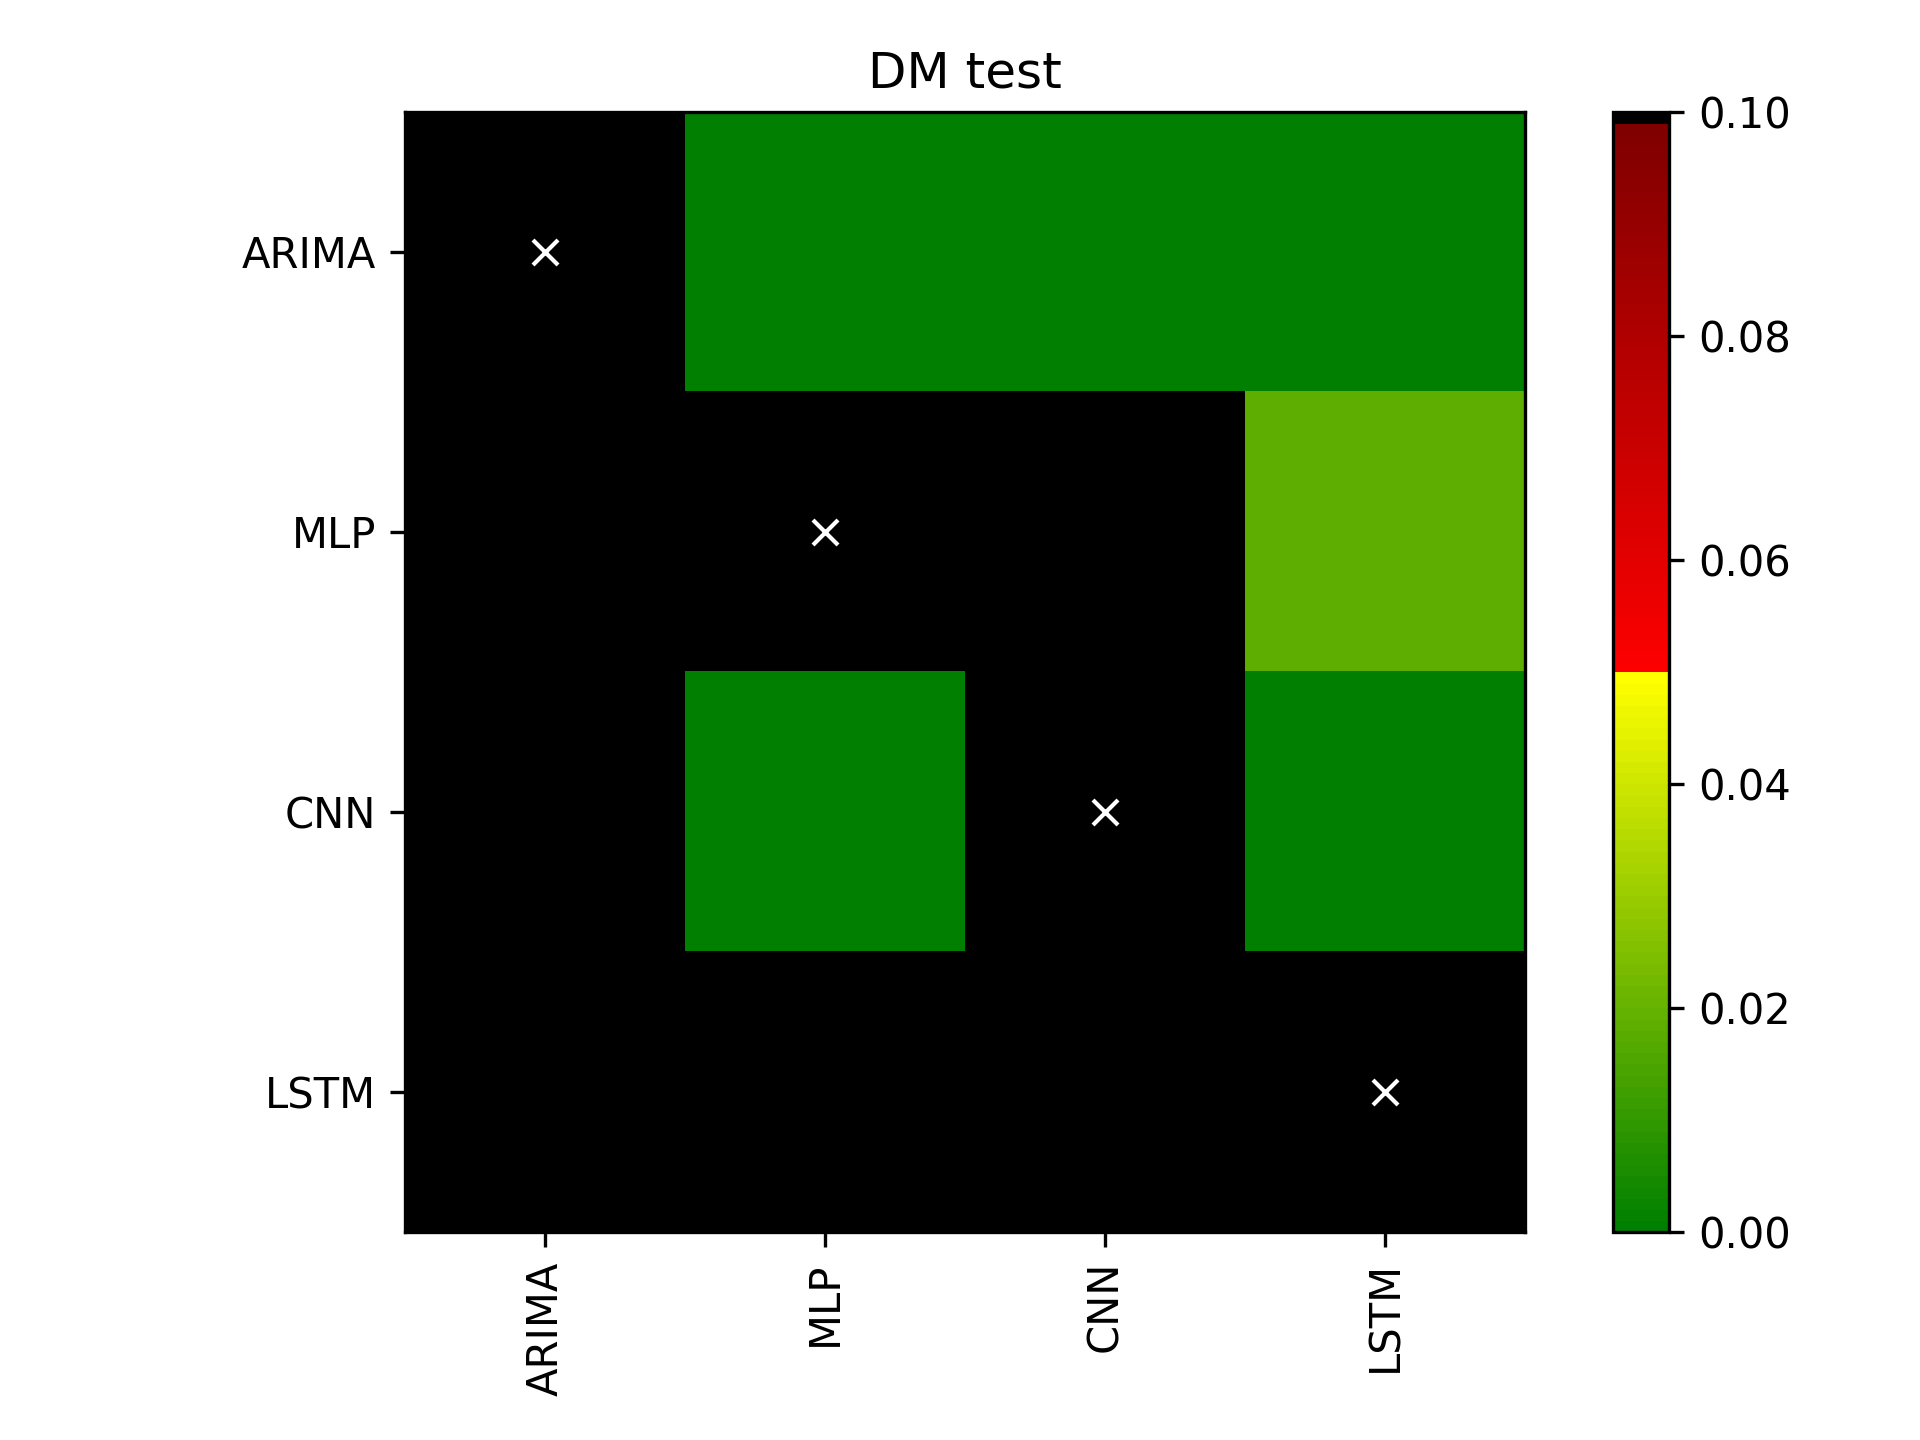 DM test
ARIMA
MLP
CNN
LSTM
ARIMA
MLP
CNN
LSTM
0.10
0.08
0.06
0.04
0.02
0.00